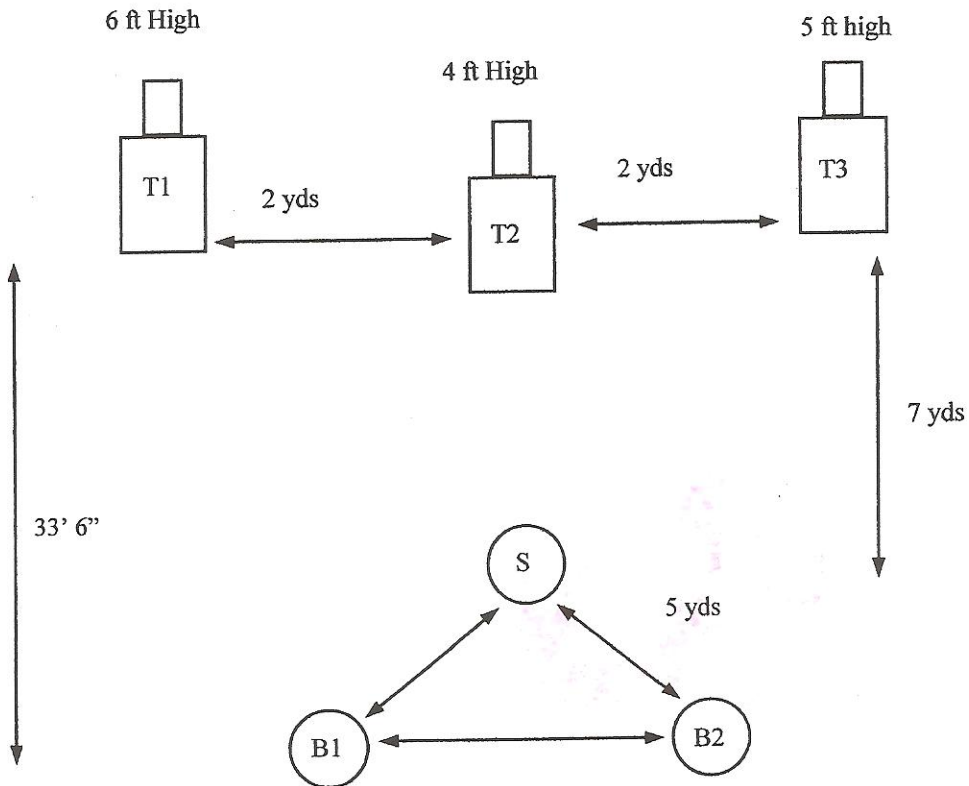 6 ft High
5 ft high
4 ft High
T1
2 yds
2 yds
T3
T2
7 yds
33' 6”
S
5 yds
B1
B2